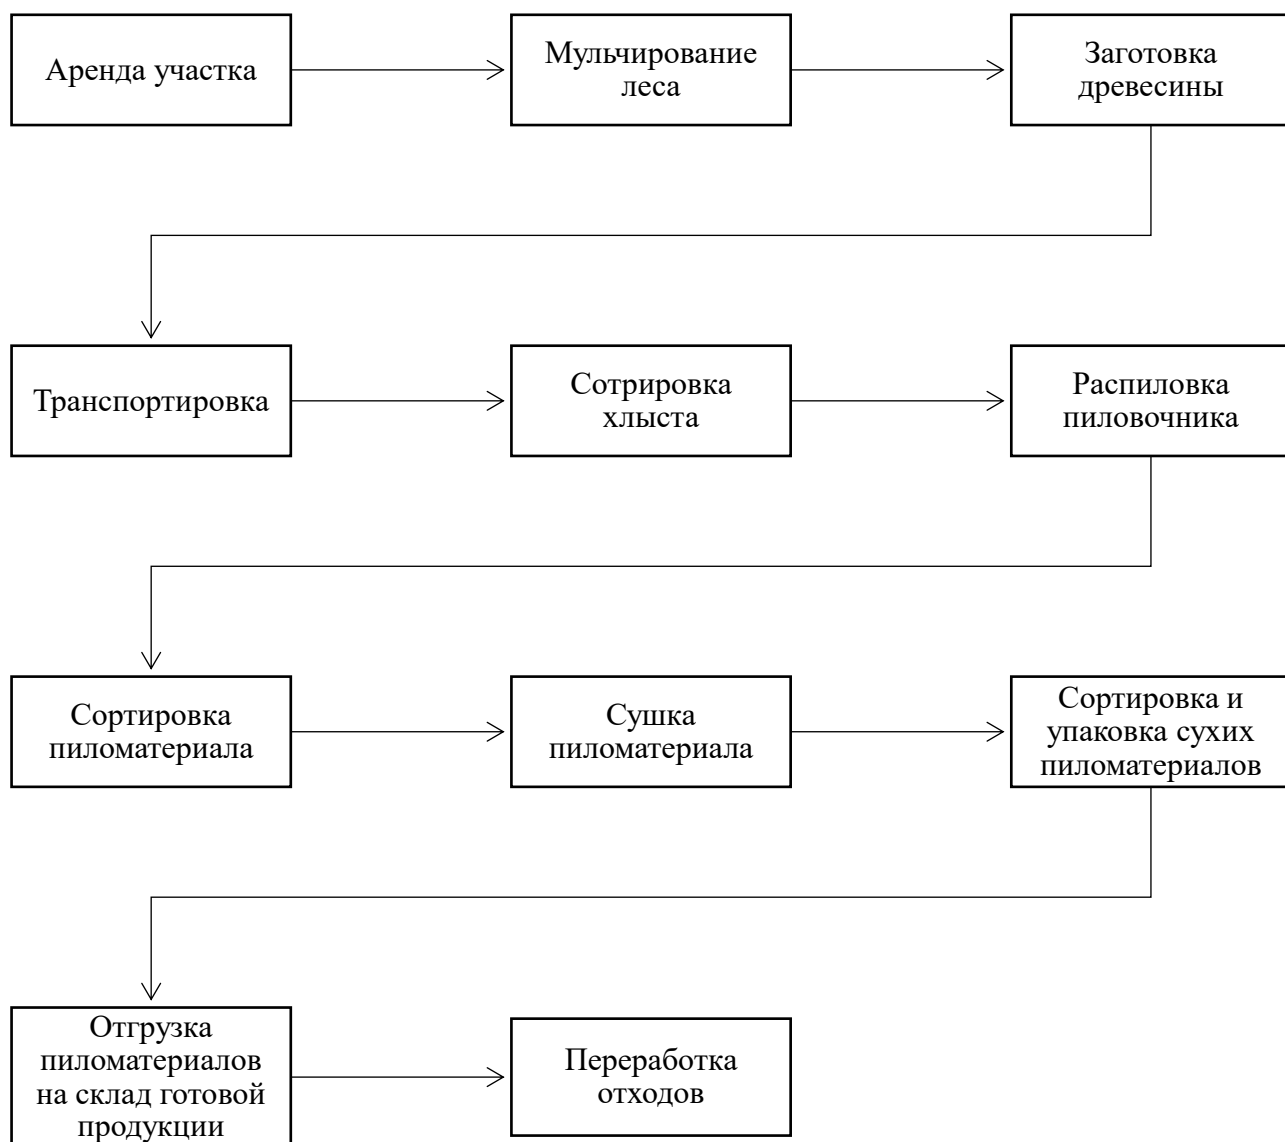 Аренда участка
Мульчирование
леса
Заготовка
древесины
Транспортировка
Сотрировка
хлыста
Распиловка
пиловочника
Сортировка
пиломатериала
Сушка
пиломатериала
Сортировка и
упаковка сухих
пиломатериалов
Отгрузка
пиломатериалов
на склад готовой
продукции
Переработка
отходов